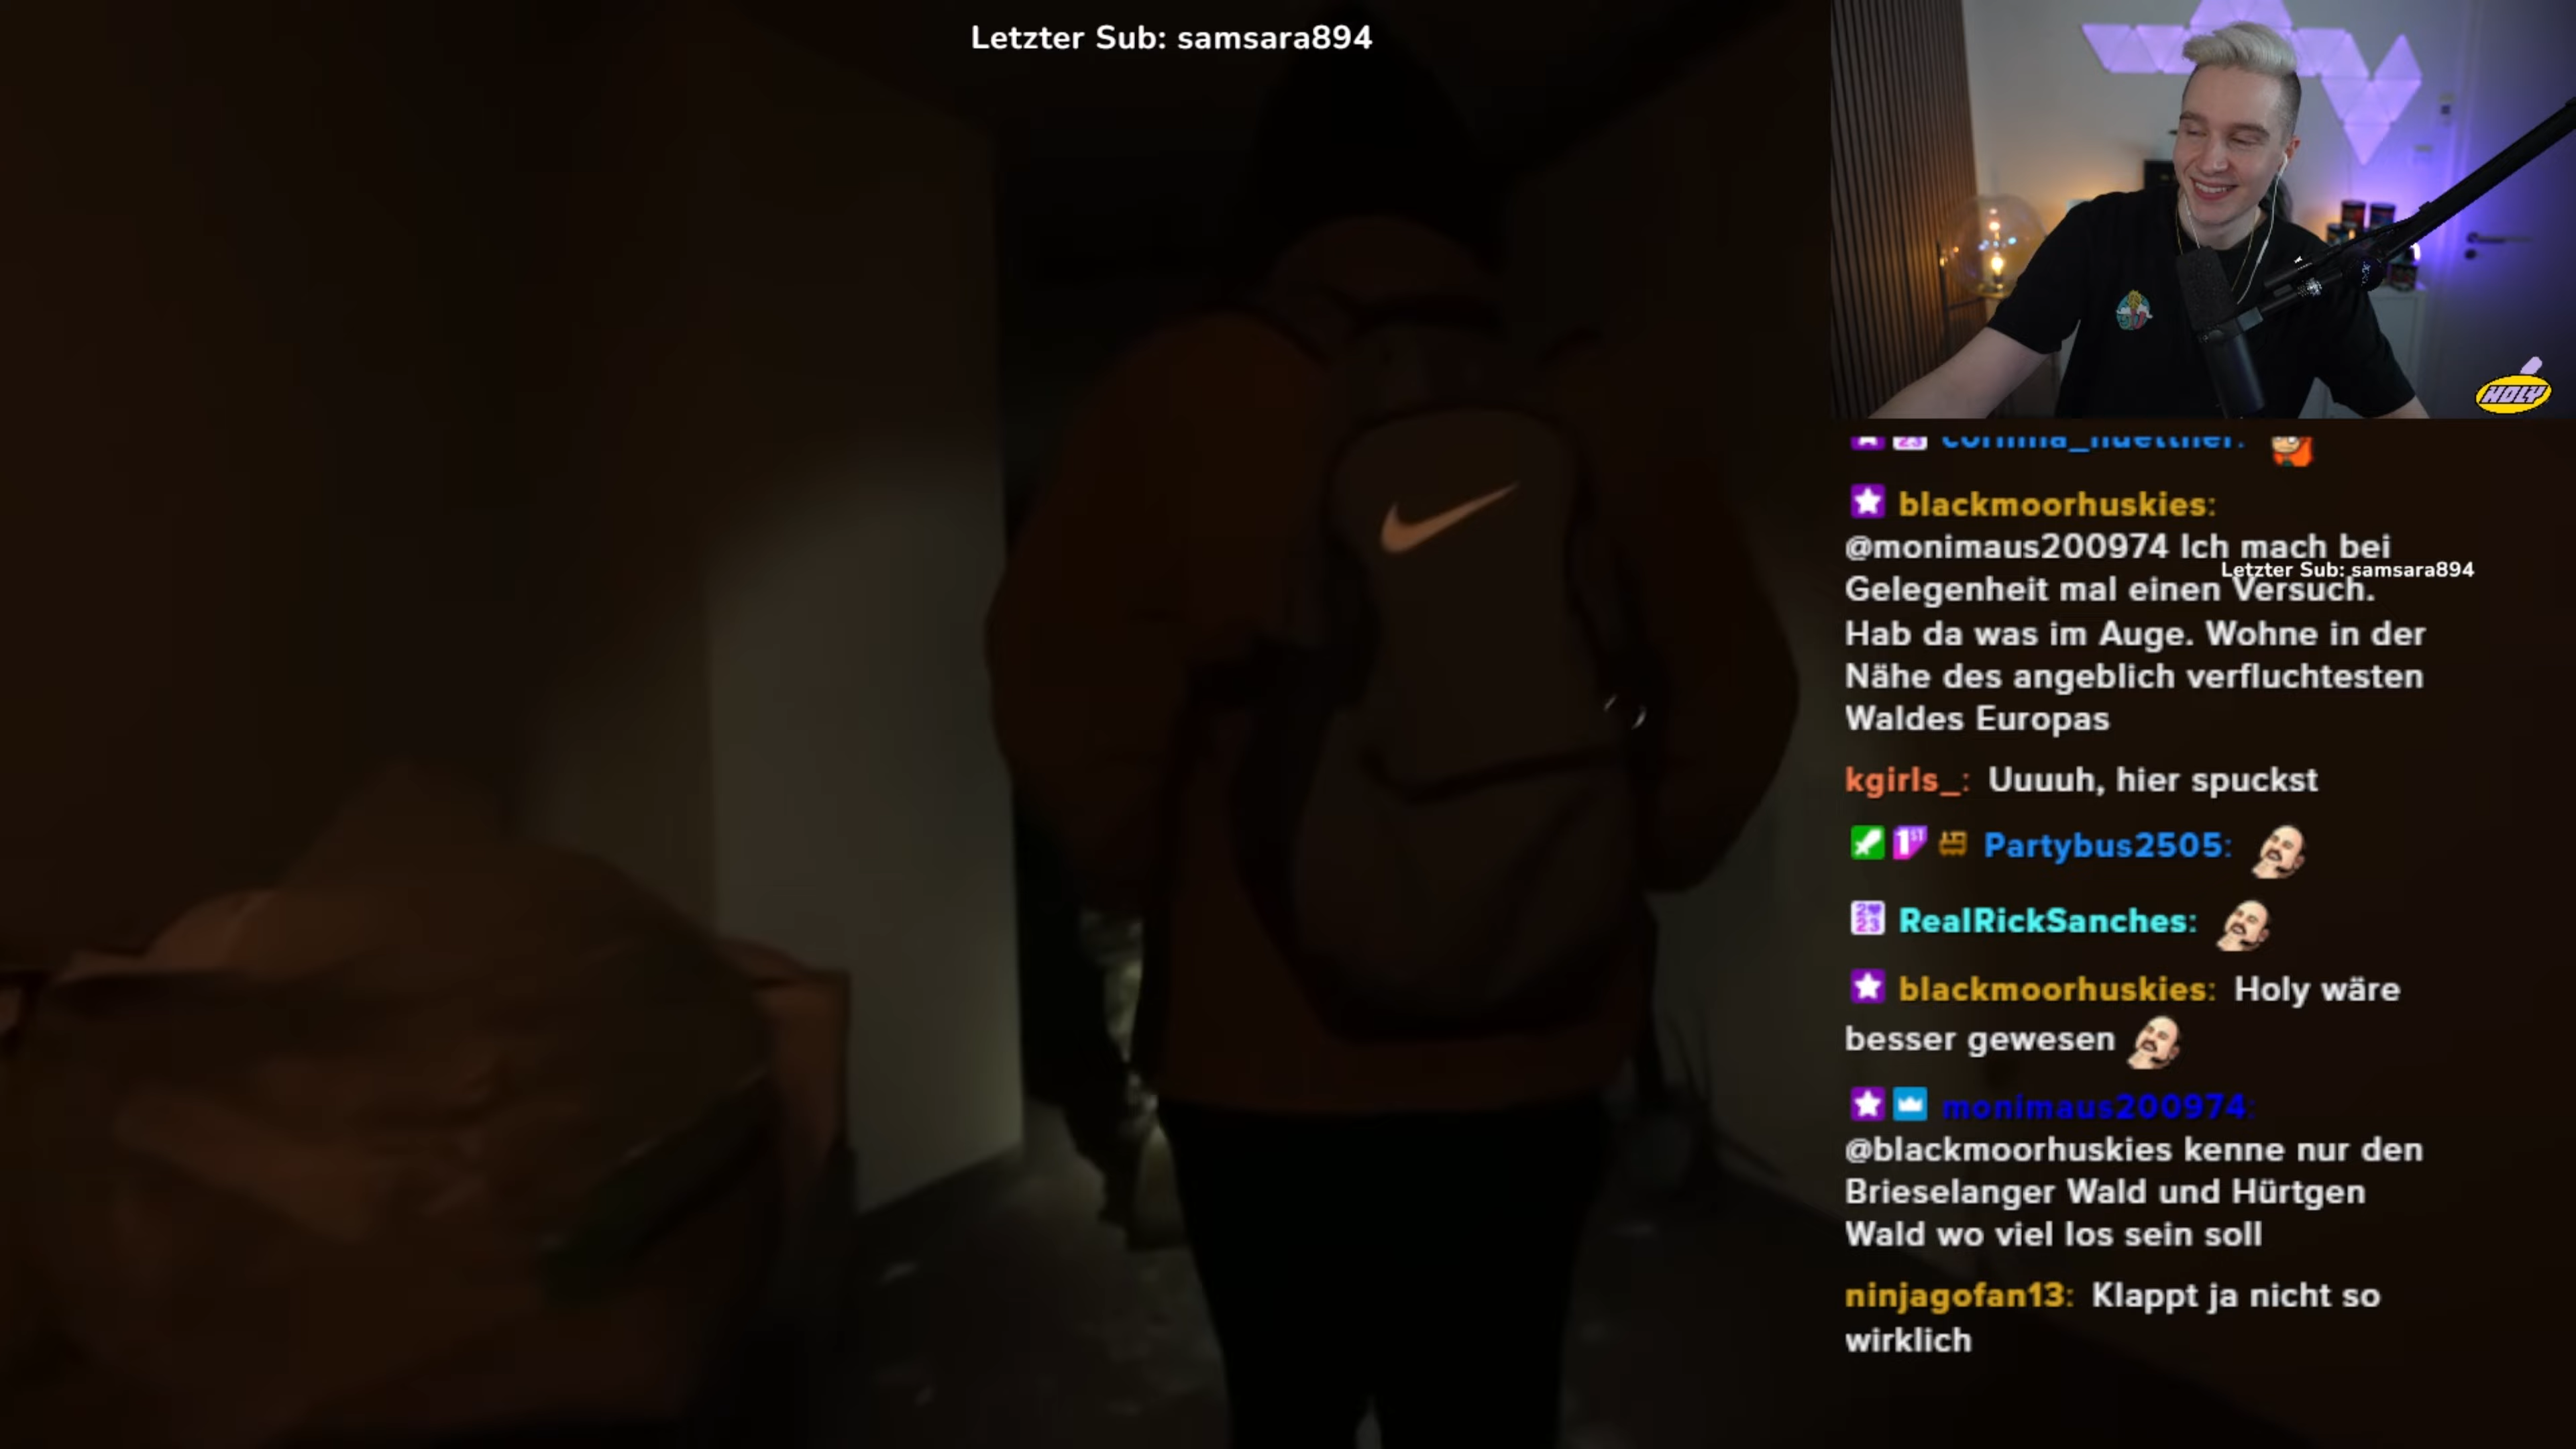 Letzter Sub: samsara894
HOLY
blackmoorhuskies:
@monimaus200974 Ich mach bei
Letzter Sub: samsara894
Gelegenheit mal einen Versuch.
Hab da was im Auge. Wohne in der
Nähe des angeblich verfluchtesten
Waldes Europas
kgirls_: Uuuuh, hier spuckst
1ST Partybus2505:
23 RealRickSanches:
blackmoorhuskies: Holy wäre
besser gewesen
monimaus200974:
@blackmoorhuskies kenne nur den
Brieselanger Wald und Hürtgen
Wald wo viel los sein soll
ninjagofan13: Klappt ja nicht so
wirklich